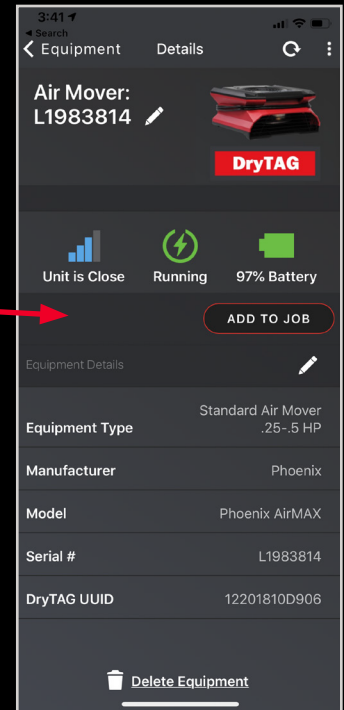 3:41
Search
Equipment Details
Air Mover:
L1983814
DryTAG
Unit is Close Running 97% Battery
ADD TO JOB
Equipment Details
Equipment Type Standard Air Mover
.25-.5 HP
Manufacturer Phoenix
Model Phoenix AirMAX
Serial # L1983814
DryTAG UUID 12201810D906
Delete Equipment